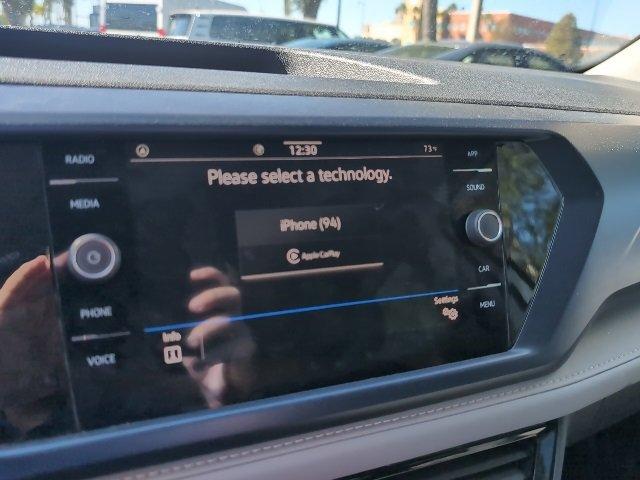 RADIO
MEDIA
PHONE
VOICE
12:30
73°F
Please select a technology.
iPhone (94)
Apple CarPlay
Info
Settings
APP
SOUND
CAR
MENU